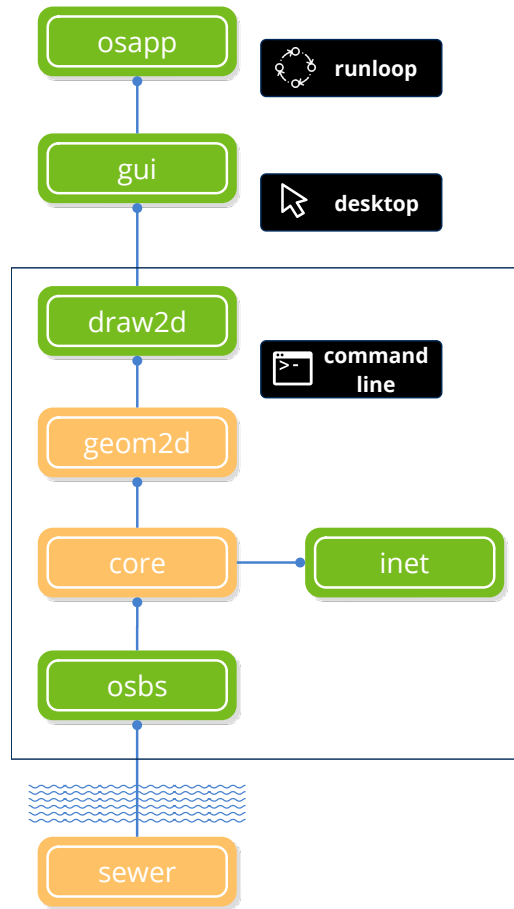 osapp
runloop
gui
desktop
draw2d
command
line
>-
geom2d
core
inet
osbs
sewer